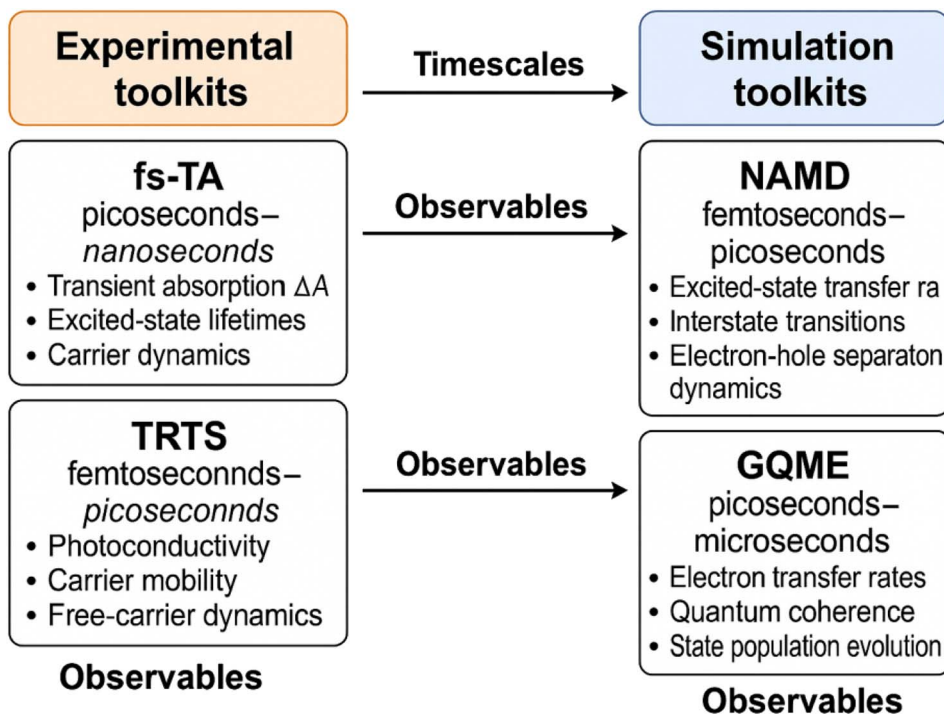 Experimental
toolkits
Timescales
Simulation
toolkits
fs-TA
picoseconds–
nanoseconds
• Transient absorption ΔA
• Excited-state lifetimes
• Carrier dynamics
Observables
NAMD
femtoseconds–
picoseconds
• Excited-state transfer ra
• Interstate transitions
• Electron-hole separaton
dynamics
TRTS
femtoseconnds–
picoseconnds
• Photoconductivity
• Carrier mobility
• Free-carrier dynamics
Observables
Observables
GQME
picoseconds–
microseconds
• Electron transfer rates
• Quantum coherence
• State population evolution
Observables